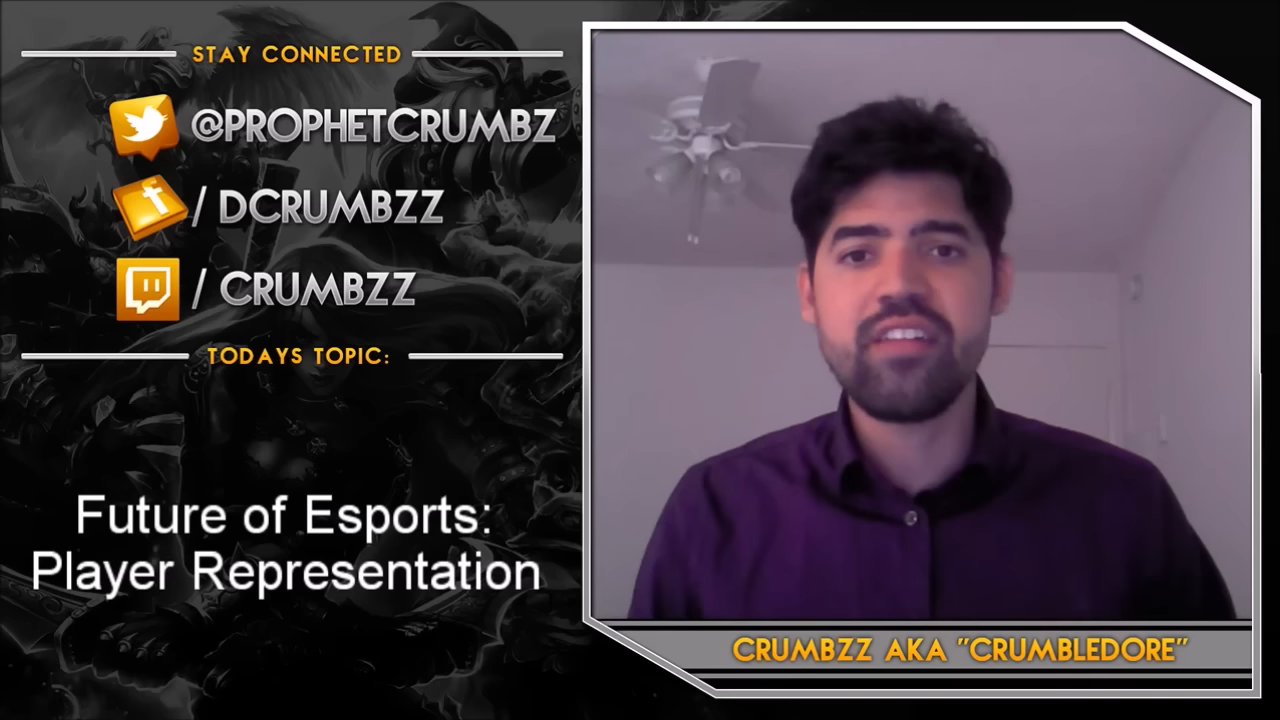 STAY CONNECTED
@PROPHETCRUMBZ
/ DCRUMBZZ
/ CRUMBZZ
TODAYS TOPIC:
Future of Esports:
Player Representation
CRUMBZZ AKA "CRUMBLEDORE"